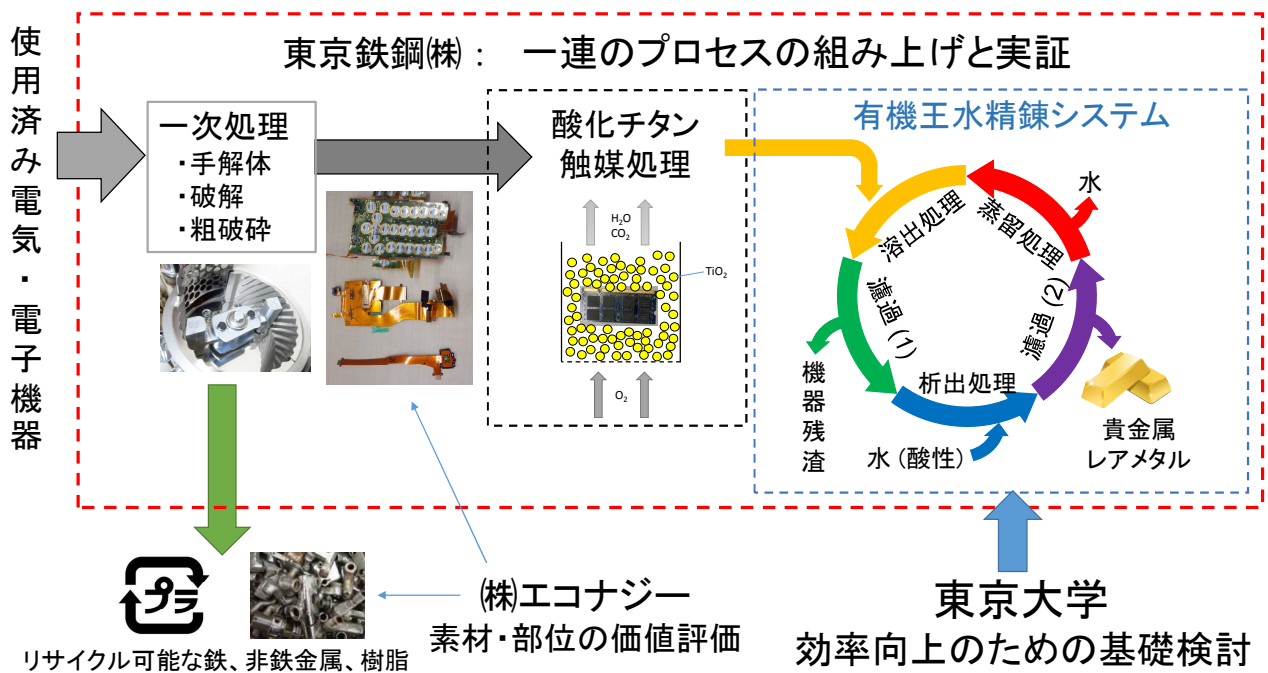 使用済み電気・電子機器
東京鉄鋼㈱： 一連のプロセスの組み上げと実証
一次処理
・手解体
・破解
・粗破砕
酸化チタン
触媒処理
H₂O
CO₂
TiO₂
O₂
有機王水精錬システム
水
溶出処理
蒸留処理
濾過 (1)
濾過 (2)
析出処理
機器残渣
水 (酸性)
貴金属
レアメタル
プラ
リサイクル可能な鉄、非鉄金属、樹脂
㈱エコナジー
素材・部位の価値評価
東京大学
効率向上のための基礎検討